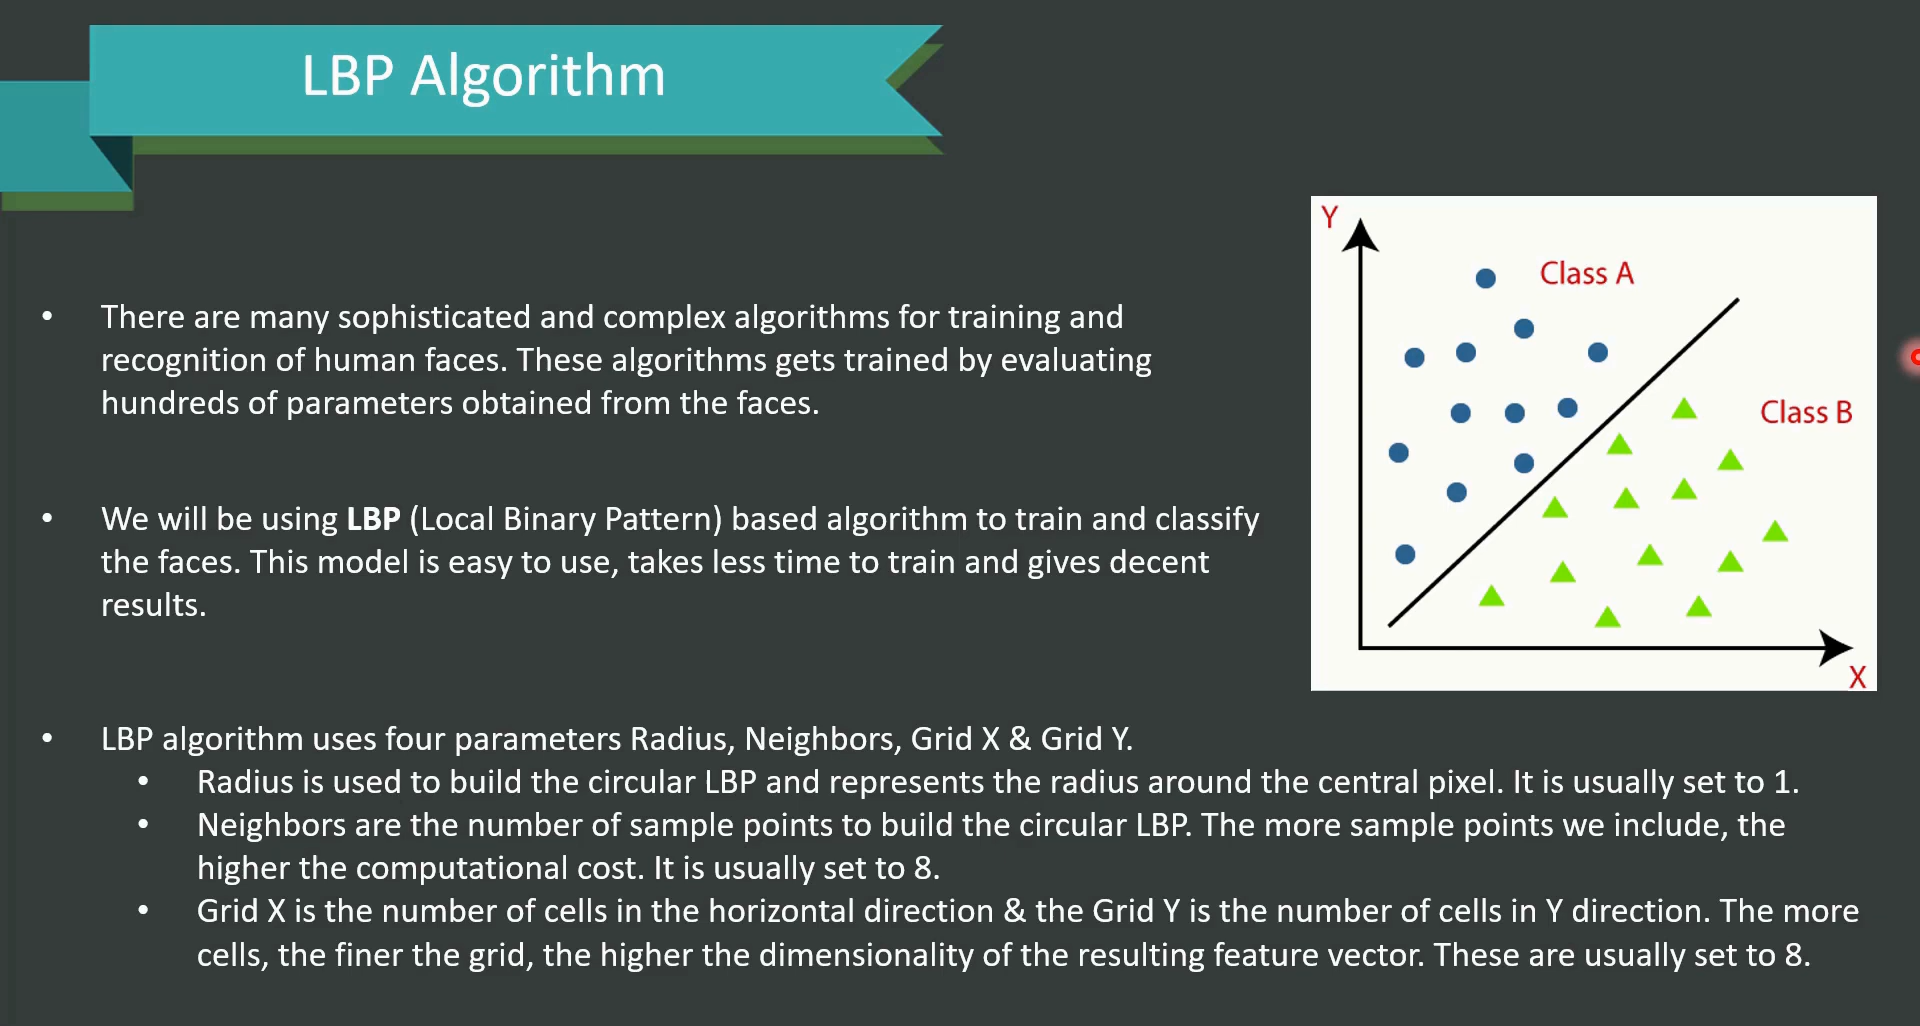 LBP Algorithm
• There are many sophisticated and complex algorithms for training and
recognition of human faces. These algorithms gets trained by evaluating
hundreds of parameters obtained from the faces.
• We will be using LBP (Local Binary Pattern) based algorithm to train and classify
the faces. This model is easy to use, takes less time to train and gives decent
results.
Y
Class A
Class B
X
• LBP algorithm uses four parameters Radius, Neighbors, Grid X & Grid Y.
• Radius is used to build the circular LBP and represents the radius around the central pixel. It is usually set to 1.
• Neighbors are the number of sample points to build the circular LBP. The more sample points we include, the
higher the computational cost. It is usually set to 8.
• Grid X is the number of cells in the horizontal direction & the Grid Y is the number of cells in Y direction. The more
cells, the finer the grid, the higher the dimensionality of the resulting feature vector. These are usually set to 8.